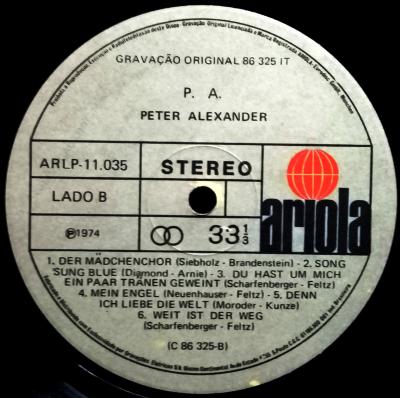 GRAVAÇÃO ORIGINAL 86 325 IT
P. A.
PETER ALEXANDER
ARLP-11.035
STEREO
LADO B
℗1974
33 1/3
ariola
1. DER MÄDCHENCHOR (Siebholz - Brandenstein) - 2. SONG
SUNG BLUE (Diamond - Arnie) - 3. DU HAST UM MICH
EIN PAAR TRÄNEN GEWEINT (Scharfenberger - Feltz)
4. MEIN ENGEL (Neuenhauser - Feltz) - 5. DENN
ICH LIEBE DIE WELT (Moroder - Kunze)
6. WEIT IST DER WEG
(Scharfenberger - Feltz)
(C 86 325-B)